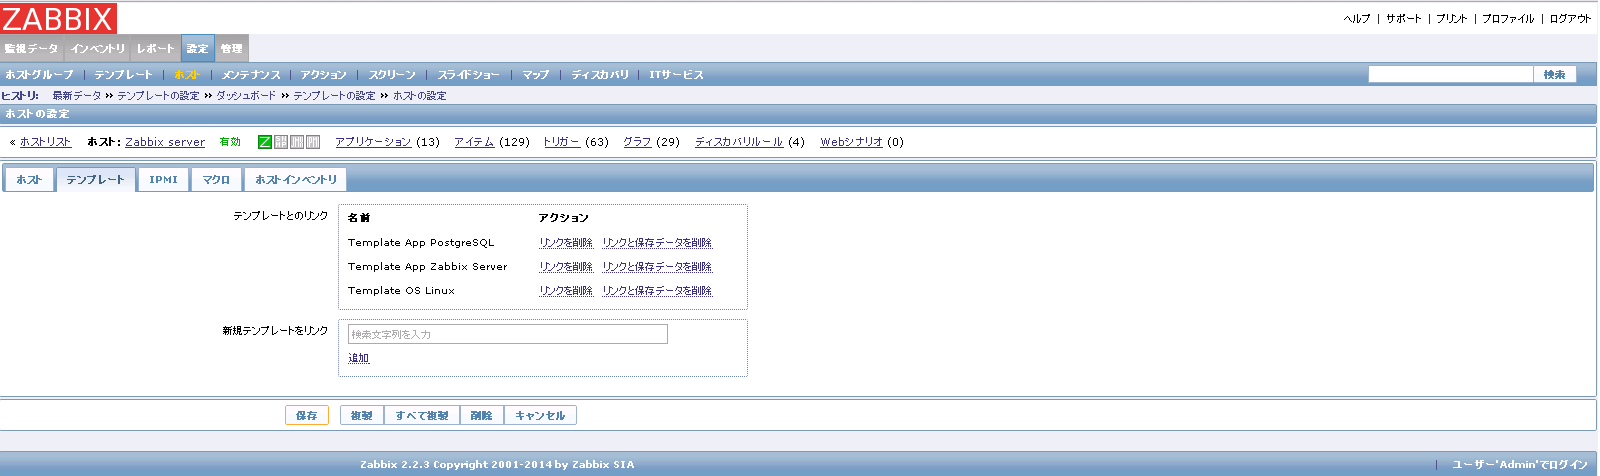 ZABBIX
ヘルプ | サポート | プリント | プロファイル | ログアウト
監視データ インベントリ レポート 設定 管理
ホストグループ | テンプレート | ホスト | メンテナンス | アクション | スクリーン | スライドショー | マップ | ディスカバリ | ITサービス 検索
ヒストリ: 最新データ » テンプレートの設定 » ダッシュボード » テンプレートの設定 » ホストの設定
ホストの設定
« ホストリスト ホスト: Zabbix server 有効 Z アプリケーション (13) アイテム (129) トリガー (63) グラフ (29) ディスカバリルール (4) Webシナリオ (0)
ホスト テンプレート IPMI マクロ ホストインベントリ
テンプレートとのリンク 名前 アクション
Template App PostgreSQL リンクを削除 リンクと保存データを削除
Template App Zabbix Server リンクを削除 リンクと保存データを削除
Template OS Linux リンクを削除 リンクと保存データを削除
新規テンプレートをリンク 検索文字列を入力
追加
保存 複製 すべて複製 削除 キャンセル
Zabbix 2.2.3 Copyright 2001-2014 by Zabbix SIA | ユーザー'Admin'でログイン